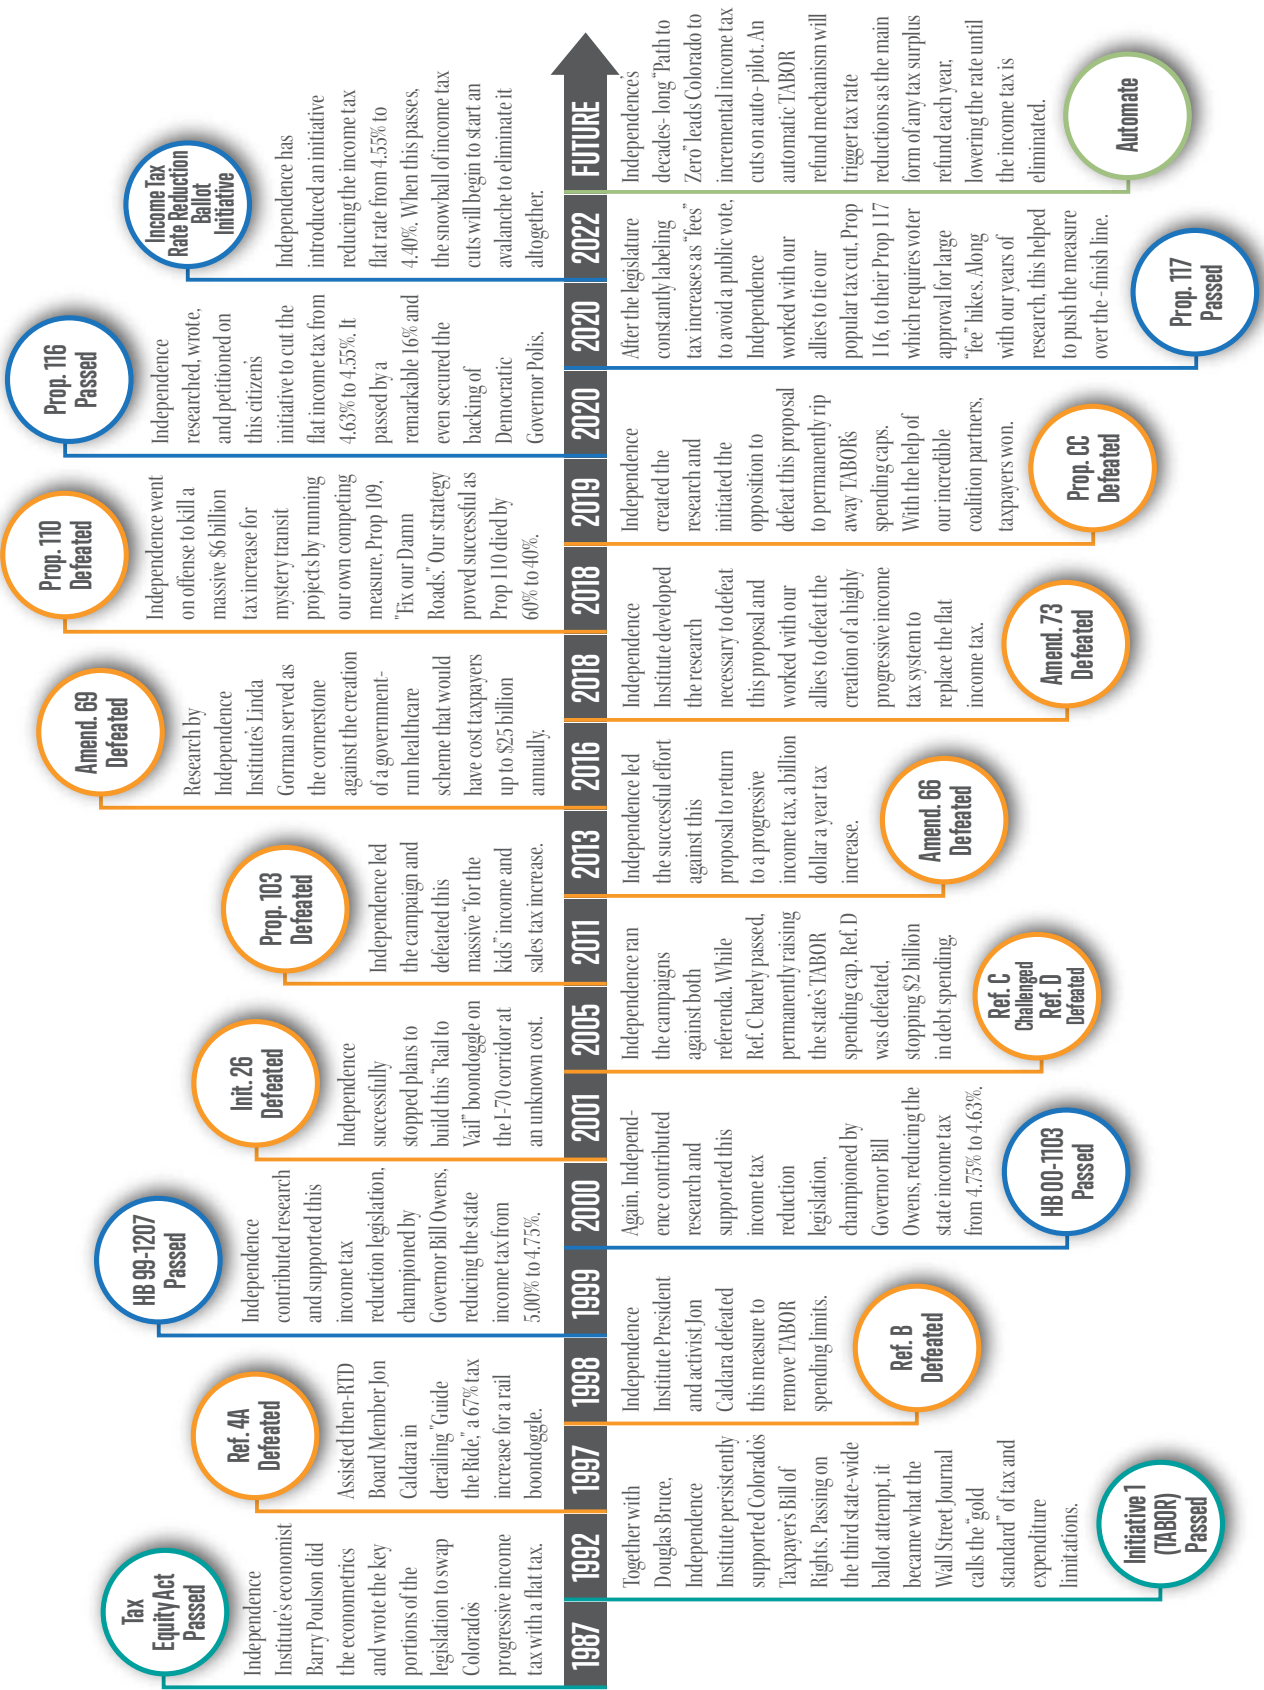 Tax
Equity Act
Passed
Independence
Institute's economist
Barry Poulson did
the econometrics
and wrote the key
portions of the
legislation to swap
Colorado's
progressive income
tax with a flat tax.
1987
1992
Together with
Douglas Bruce,
Independence
Institute persistently
supported Colorado's
Taxpayer's Bill of
Rights. Passing on
the third state-wide
ballot attempt, it
became what the
Wall Street Journal
calls the "gold
standard" of tax and
expenditure
limitations.
Initiative 1
(TABOR)
Passed
Ref. 4A
Defeated
Assisted then-RTD
Board Member Jon
Caldara in
derailing "Guide
the Ride," a 67% tax
increase for a rail
boondoggle.
1997
1998
Independence
Institute President
and activist Jon
Caldara defeated
this measure to
remove TABOR
spending limits.
Ref. B
Defeated
HB 99-1207
Passed
Independence
contributed research
and supported this
income tax
reduction legislation,
championed by
Governor Bill Owens,
reducing the state
income tax from
5.00% to 4.75%.
1999
2000
Again, Independ-
ence contributed
research and
supported this
income tax
reduction
legislation,
championed by
Governor Bill
Owens, reducing the
state income tax
from 4.75% to 4.63%.
HB 00-1103
Passed
Init. 26
Defeated
Independence
successfully
stopped plans to
build this "Rail to
Vail" boondoggle on
the I-70 corridor at
an unknown cost.
2001
2005
Independence ran
the campaigns
against both
referenda. While
Ref. C barely passed,
permanently raising
the state's TABOR
spending cap, Ref. D
was defeated,
stopping $2 billion
in debt spending.
Ref. C
Challenged
Ref. D
Defeated
Prop. 103
Defeated
Independence led
the campaign and
defeated this
massive "for the
kids" income and
sales tax increase.
2011
2013
Independence led
the successful effort
against this
proposal to return
to a progressive
income tax, a billion
dollar a year tax
increase.
Amend. 66
Defeated
Amend. 69
Defeated
Research by
Independence
Institute's Linda
Gorman served as
the cornerstone
against the creation
of a government-
run healthcare
scheme that would
have cost taxpayers
up to $25 billion
annually.
2016
2018
Independence
Institute developed
the research
necessary to defeat
this proposal and
worked with our
allies to defeat the
creation of a highly
progressive income
tax system to
replace the flat
income tax.
Amend. 73
Defeated
Prop. 110
Defeated
Independence went
on offense to kill a
massive $6 billion
tax increase for
mystery transit
projects by running
our own competing
measure, Prop 109,
"Fix our Damn
Roads." Our strategy
proved successful as
Prop 110 died by
60% to 40%.
2018
2019
Independence
created the
research and
initiated the
opposition to
defeat this proposal
to permanently rip
away TABOR's
spending caps.
With the help of
our incredible
coalition partners,
taxpayers won.
Prop. CC
Defeated
Prop. 116
Passed
Independence
researched, wrote,
and petitioned on
this citizen's
initiative to cut the
flat income tax from
4.63% to 4.55%. It
passed by a
remarkable 16% and
even secured the
backing of
Democratic
Governor Polis.
2020
2020
After the legislature
constantly labeling
tax increases as "fees"
to avoid a public vote,
Independence
worked with our
allies to tie our
popular tax cut, Prop
116, to their Prop 117
which requires voter
approval for large
"fee" hikes. Along
with our years of
research, this helped
to push the measure
over the -finish line.
Prop. 117
Passed
Income Tax
Rate Reduction
Ballot
Initiative
Independence has
introduced an initiative
reducing the income tax
flat rate from 4.55% to
4.40%. When this passes,
the snowball of income tax
cuts will begin to start an
avalanche to eliminate it
altogether.
2022
FUTURE
Independences
decades- long "Path to
Zero" leads Colorado to
incremental income tax
cuts on auto- pilot. An
automatic TABOR
refund mechanism will
trigger tax rate
reductions as the main
form of any tax surplus
refund each year,
lowering the rate until
the income tax is
eliminated.
Automate